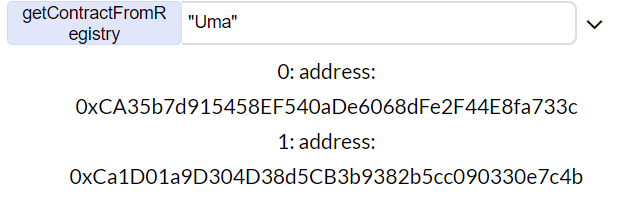 getContractFromR
egistry
"Uma"
0: address:
0xCA35b7d915458EF540aDe6068dFe2F44E8fa733c
1: address:
0xCa1D01a9D304D38d5CB3b9382b5cc090330e7c4b